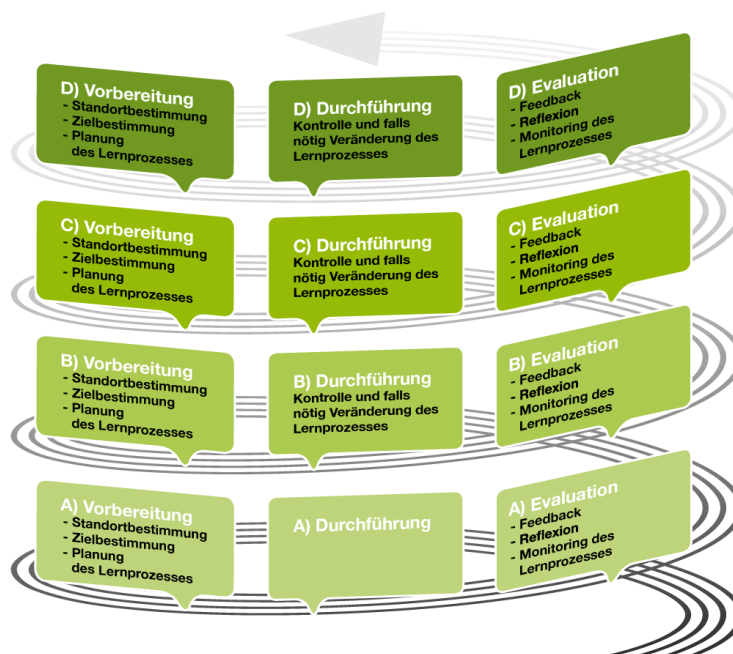 D) Vorbereitung
- Standortbestimmung
- Zielbestimmung
- Planung
des Lernprozesses
D) Durchführung
Kontrolle und falls
nötig Veränderung des
Lernprozesses
D) Evaluation
- Feedback
- Reflexion
- Monitoring des
Lernprozesses
C) Vorbereitung
- Standortbestimmung
- Zielbestimmung
- Planung
des Lernprozesses
C) Durchführung
Kontrolle und falls
nötig Veränderung des
Lernprozesses
C) Evaluation
- Feedback
- Reflexion
- Monitoring des
Lernprozesses
B) Vorbereitung
- Standortbestimmung
- Zielbestimmung
- Planung
des Lernprozesses
B) Durchführung
Kontrolle und falls
nötig Veränderung des
Lernprozesses
B) Evaluation
- Feedback
- Reflexion
- Monitoring des
Lernprozesses
A) Vorbereitung
- Standortbestimmung
- Zielbestimmung
- Planung
des Lernprozesses
A) Durchführung
A) Evaluation
- Feedback
- Reflexion
- Monitoring des
Lernprozesses